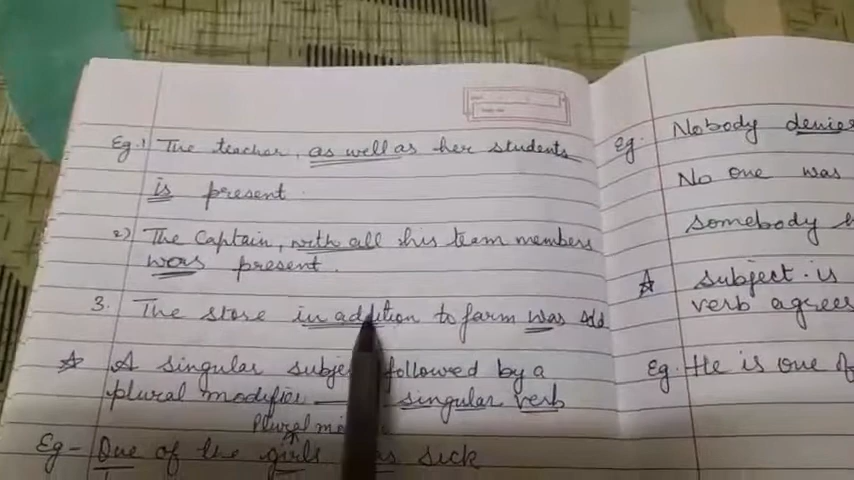 Eg.1 The teacher, as well as her students
is present.
2) The Captain, with all his team members
was present.
3. The store in addition to farm was sold
☆ A singular subject followed by a
plural modifier — singular verb
Plural
Eg- One of the girls was sick
Eg: Nobody denies
No one was
Somebody h
☆ Subject is
verb agrees
Eg: He is one of